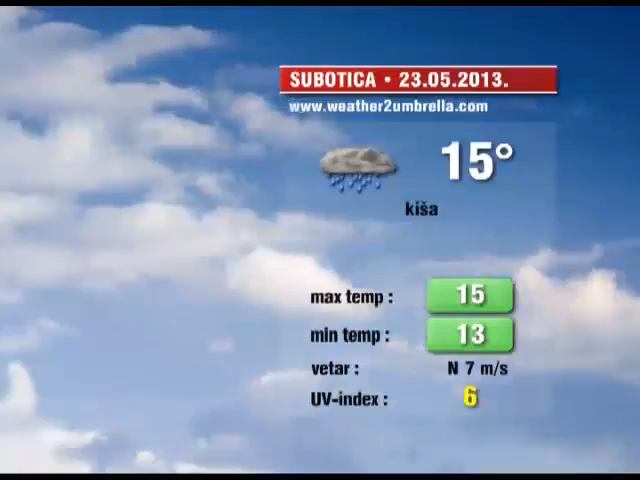 SUBOTICA • 23.05.2013.
www.weather2umbrella.com
15°
kiša
max temp : 15
min temp : 13
vetar : N 7 m/s
UV-index : 6